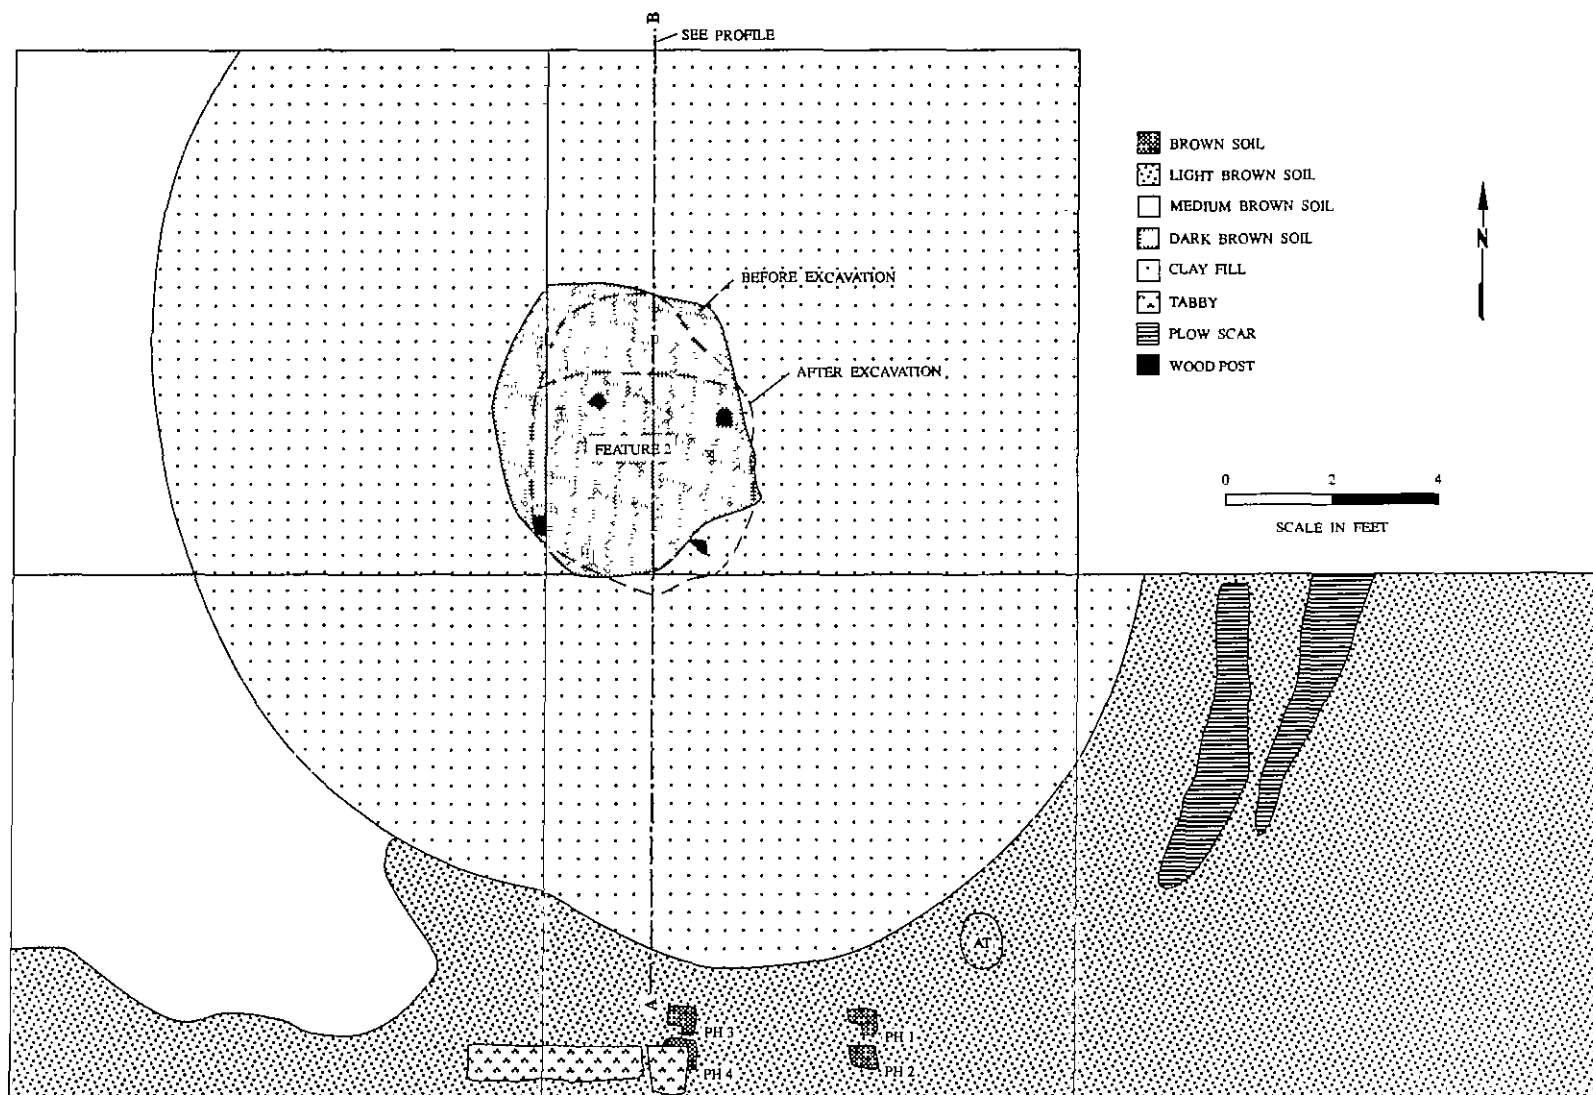 B
SEE PROFILE
BROWN SOIL
LIGHT BROWN SOIL
MEDIUM BROWN SOIL
DARK BROWN SOIL
CLAY FILL
TABBY
PLOW SCAR
WOOD POST
N
BEFORE EXCAVATION
AFTER EXCAVATION
FEATURE 2
0 2 4
SCALE IN FEET
AT
A
PH 3
PH 1
PH 4
PH 2